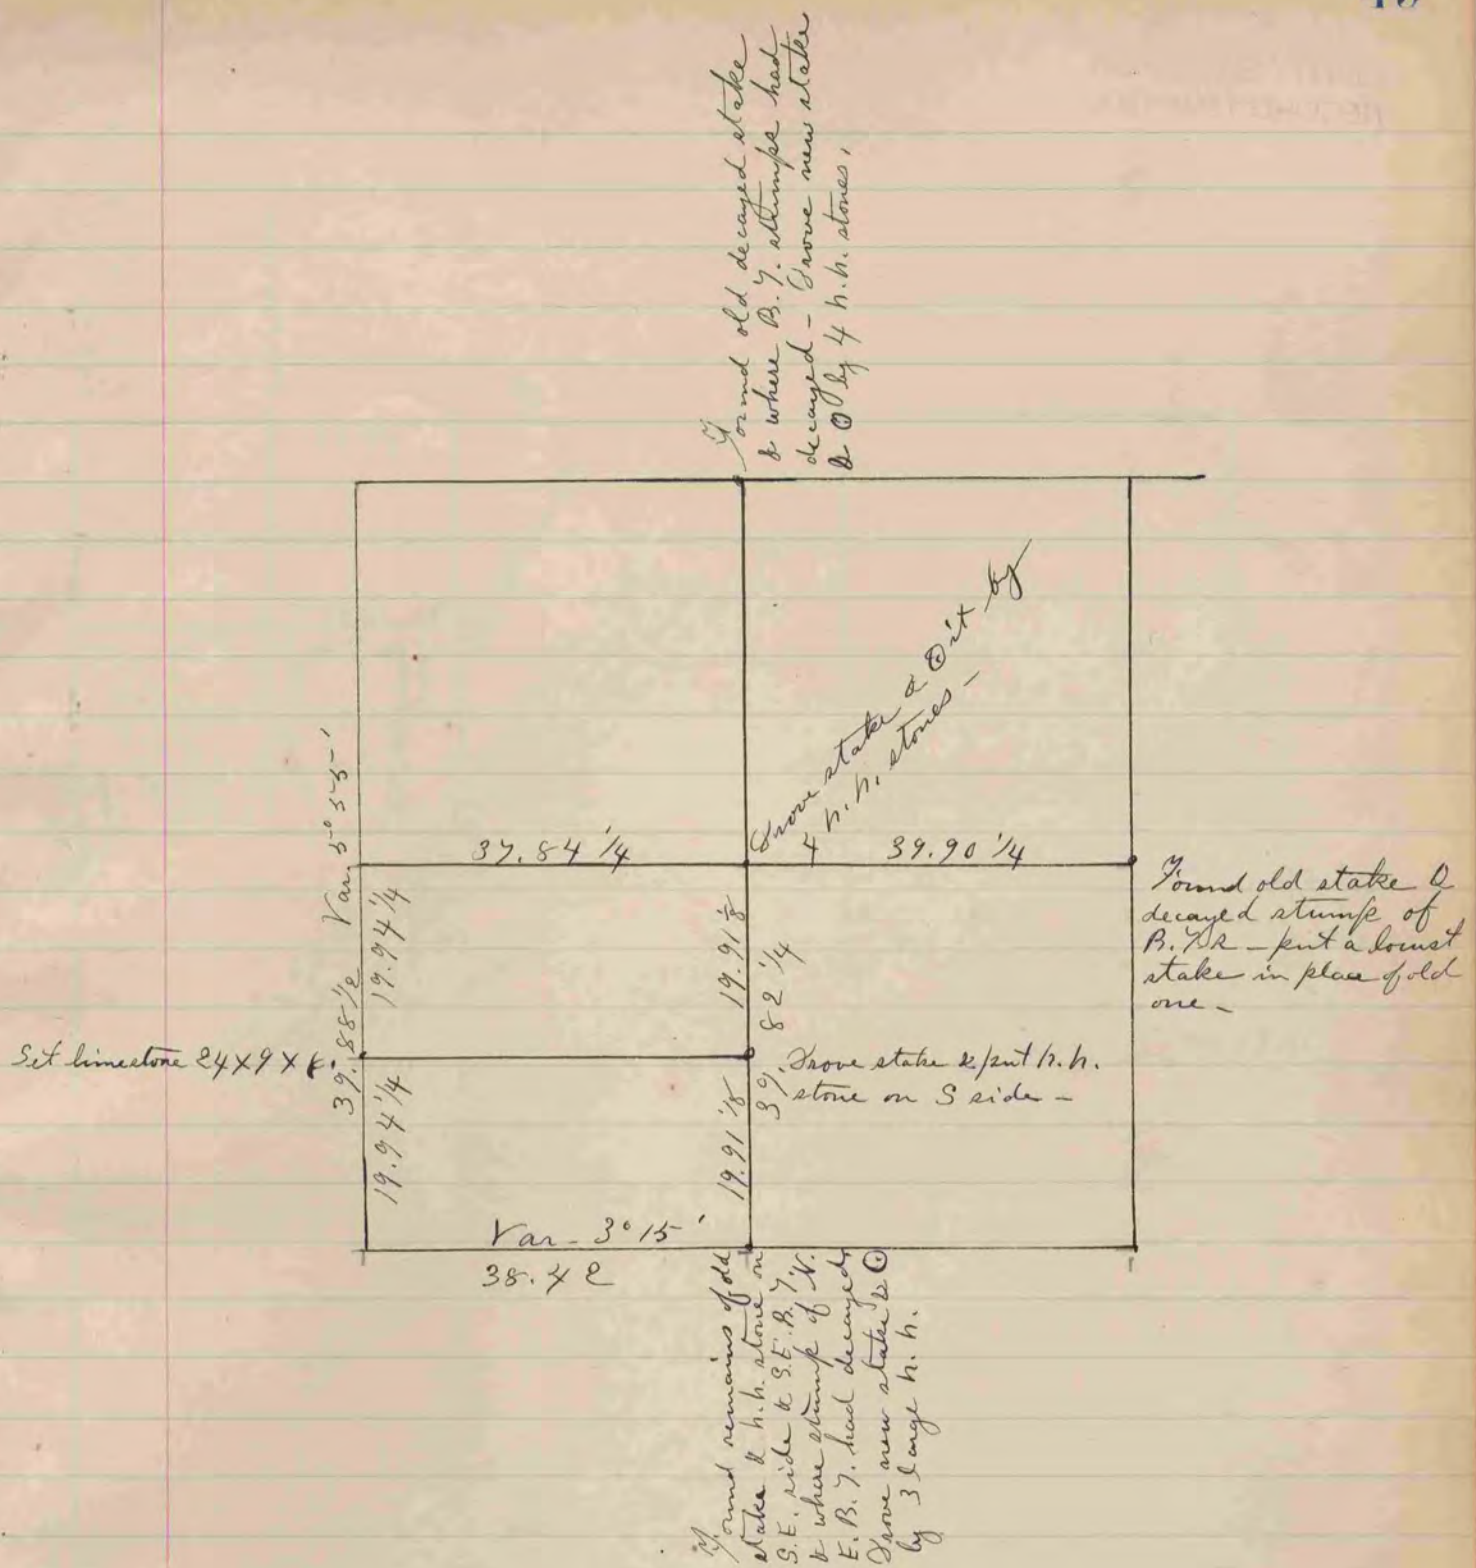 Found old decayed stake
& where B.T. stumps had
decayed - Drove new stake
& ʘ by 4 h.h. stones.
Drove stake & ʘ it by
4 h.h. stones -
Var. 5° 55'
37.84 1/4
39.90 1/4
19.94 1/4
19.91 1/8
39.88 1/2
39.82 1/4
Found old stake &
decayed stump of
B.T. & - put a locust
stake in place of old
one -
Set limestone 24 x 9 x
Drove stake & put h.h.
stone on S side -
19.94 1/4
19.91 1/8
Var - 3° 15'
38.42
Found remains of old
stake & h.h. stone on
S.E. side & S.E. B.T.
& where stump of N.
E. B.T. had decayed
Drove new stake & ʘ
by 3 large h.h.